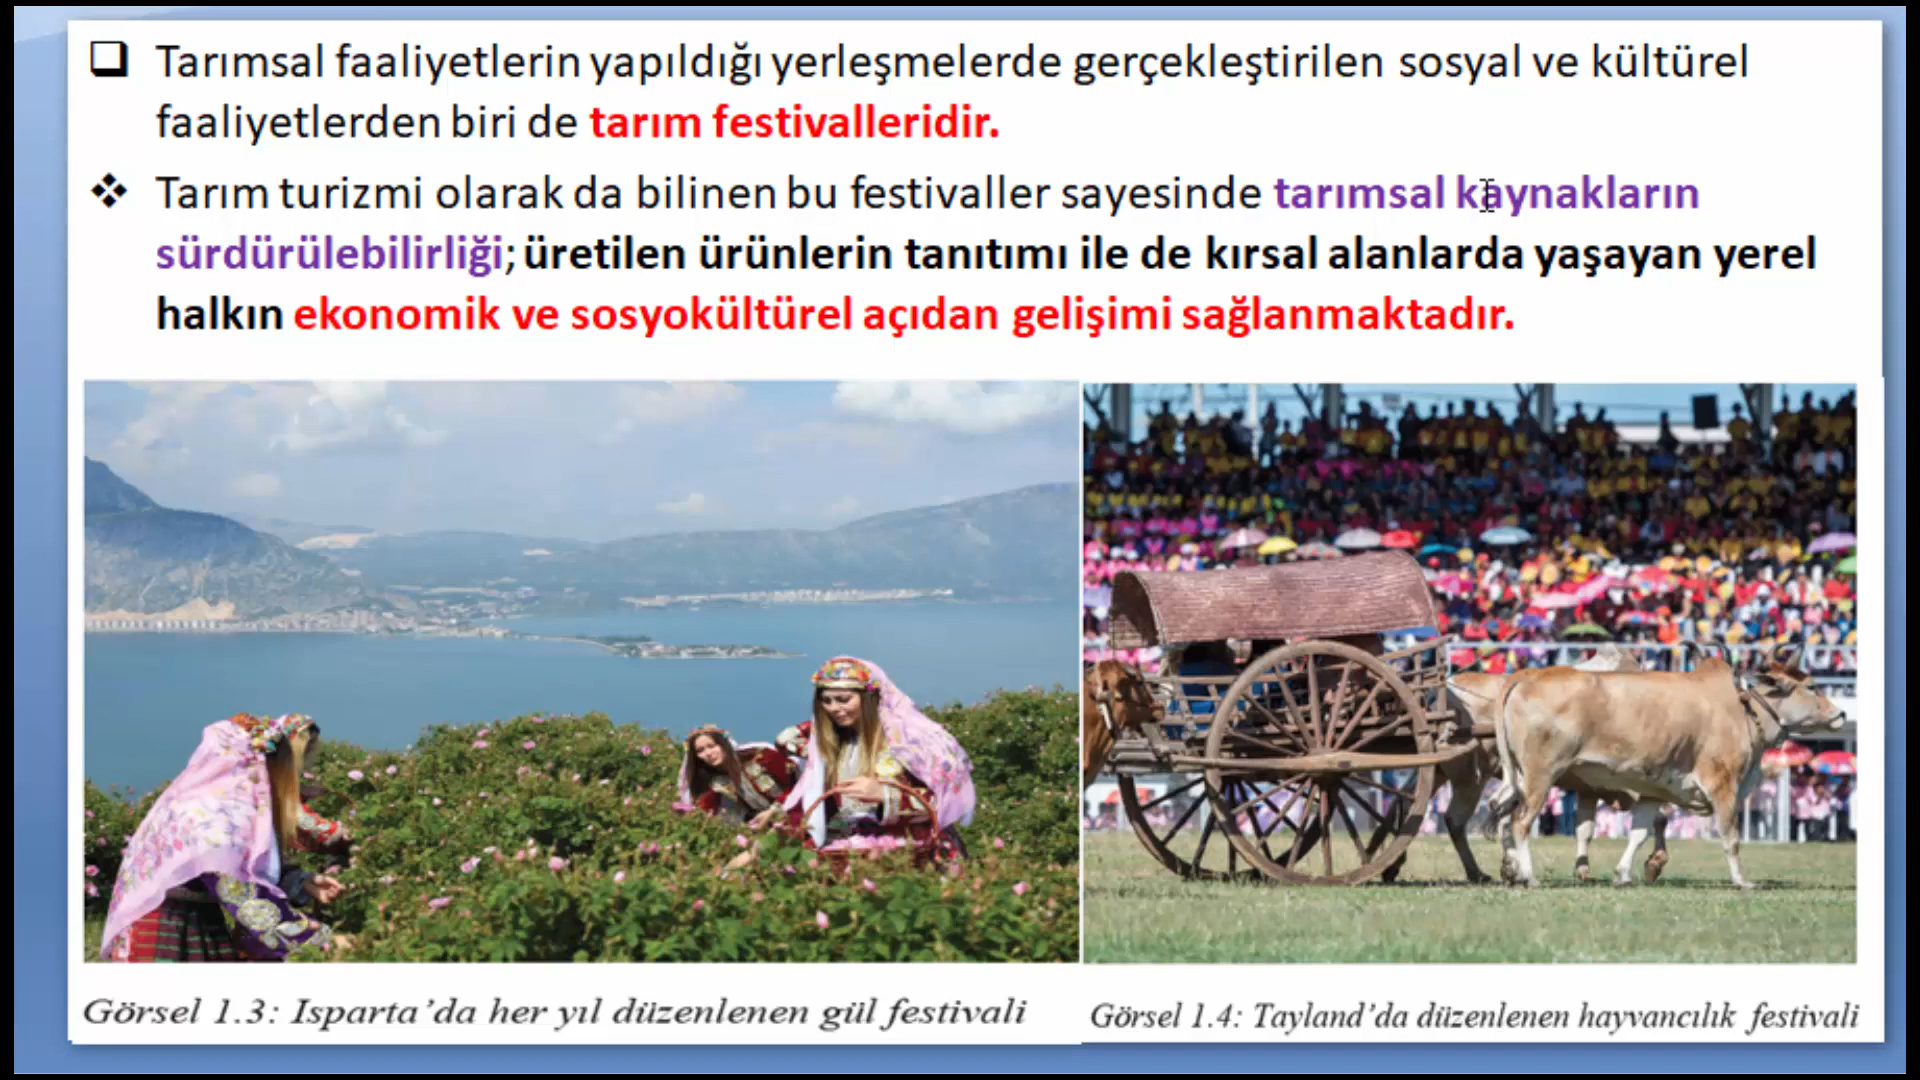 Tarımsal faaliyetlerin yapıldığı yerleşmelerde gerçekleştirilen sosyal ve kültürel
faaliyetlerden biri de tarım festivalleridir.
Tarım turizmi olarak da bilinen bu festivaller sayesinde tarımsal kaynakların
sürdürülebilirliği; üretilen ürünlerin tanıtımı ile de kırsal alanlarda yaşayan yerel
halkın ekonomik ve sosyokültürel açıdan gelişimi sağlanmaktadır.
Görsel 1.3: Isparta’da her yıl düzenlenen gül festivali
Görsel 1.4: Tayland’da düzenlenen hayvancılık festivali